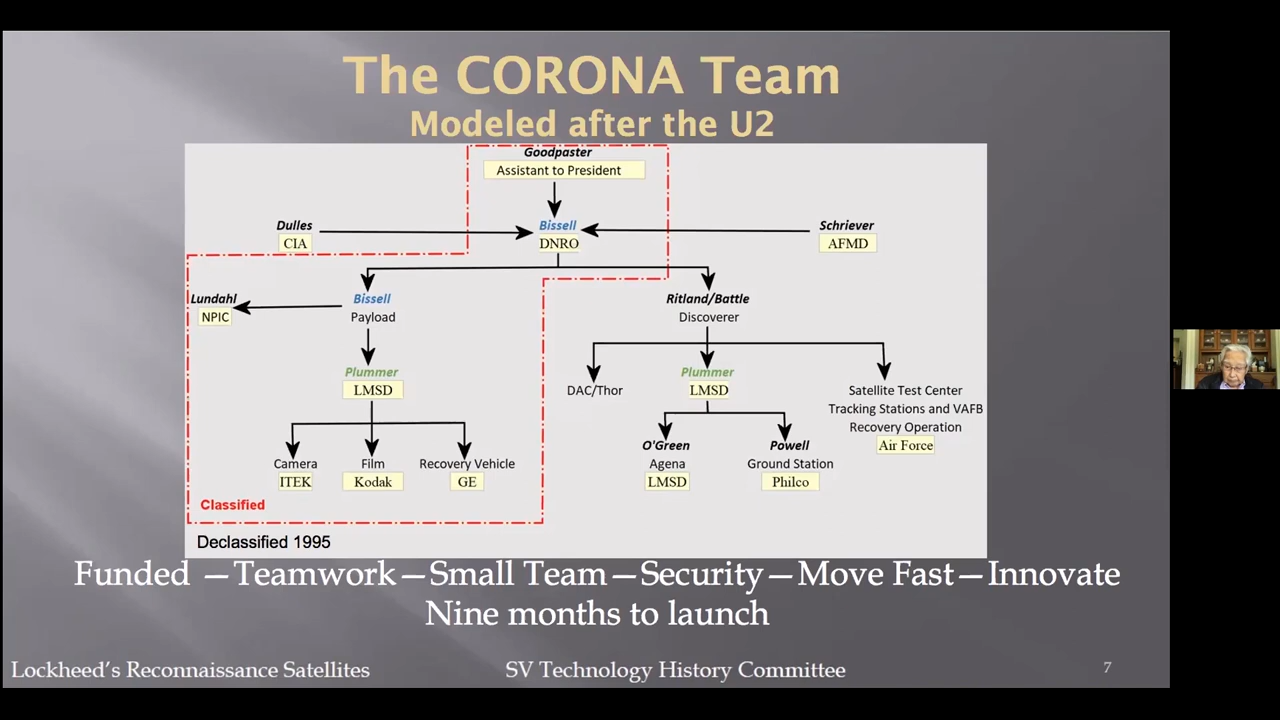 The CORONA Team
Modeled after the U2
Goodpaster
Assistant to President
Dulles
CIA
Bissell
DNRO
Schriever
AFMD
Lundahl
NPIC
Bissell
Payload
Ritland/Battle
Discoverer
Plummer
LMSD
DAC/Thor
Plummer
LMSD
Satellite Test Center
Tracking Stations and VAFB
Recovery Operation
Air Force
Camera
ITEK
Film
Kodak
Recovery Vehicle
GE
O'Green
Agena
LMSD
Powell
Ground Station
Philco
Classified
Declassified 1995
Funded —Teamwork—Small Team—Security—Move Fast—Innovate
Nine months to launch
Lockheed's Reconnaissance Satellites
SV Technology History Committee
7